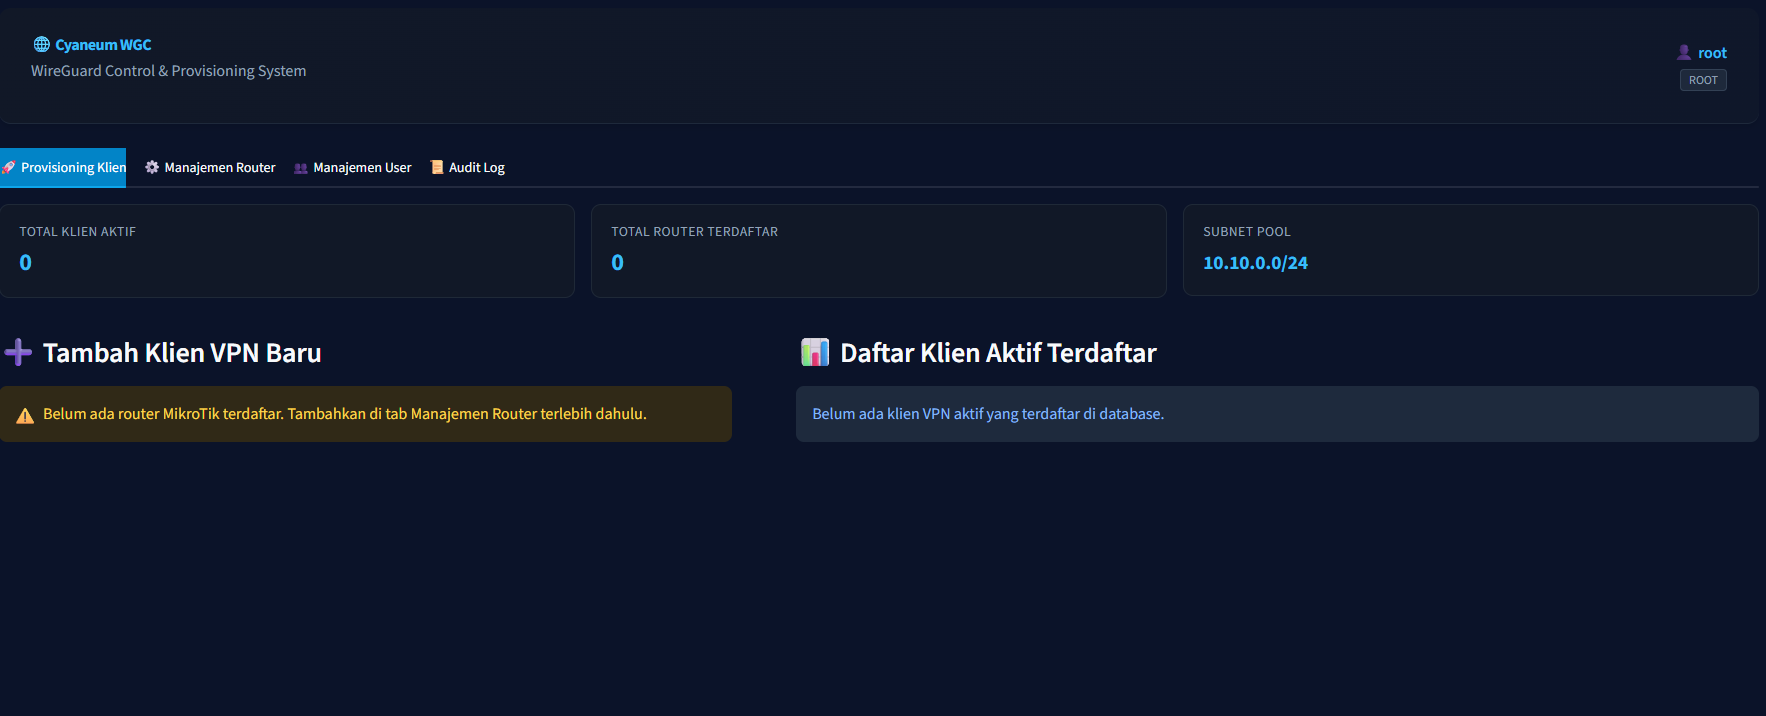 Cyaneum WGC
WireGuard Control & Provisioning System
root
ROOT
Provisioning Klien
Manajemen Router
Manajemen User
Audit Log
TOTAL KLIEN AKTIF
0
TOTAL ROUTER TERDAFTAR
0
SUBNET POOL
10.10.0.0/24
Tambah Klien VPN Baru
Belum ada router MikroTik terdaftar. Tambahkan di tab Manajemen Router terlebih dahulu.
Daftar Klien Aktif Terdaftar
Belum ada klien VPN aktif yang terdaftar di database.